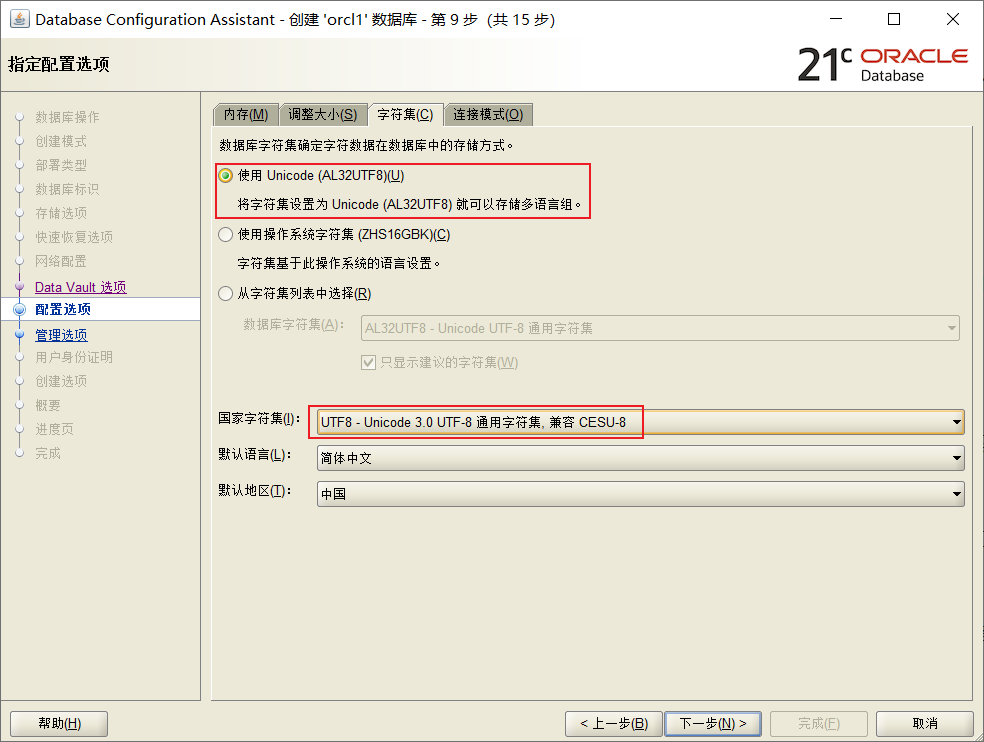 Database Configuration Assistant - 创建 'orcl1' 数据库 - 第 9 步 (共 15 步)
指定配置选项
21c ORACLE
Database
数据库操作
创建模式
部署类型
数据库标识
存储选项
快速恢复选项
网络配置
Data Vault 选项
配置选项
管理选项
用户身份证明
创建选项
概要
进度页
完成
内存(M) 调整大小(S) 字符集(C) 连接模式(O)
数据库字符集确定字符数据在数据库中的存储方式。
使用 Unicode (AL32UTF8)(U)
将字符集设置为 Unicode (AL32UTF8) 就可以存储多语言组。
使用操作系统字符集 (ZHS16GBK)(C)
字符集基于此操作系统的语言设置。
从字符集列表中选择(R)
数据库字符集(A): AL32UTF8 - Unicode UTF-8 通用字符集
只显示建议的字符集(W)
国家字符集(I): UTF8 - Unicode 3.0 UTF-8 通用字符集, 兼容 CESU-8
默认语言(L): 简体中文
默认地区(T): 中国
帮助(H) < 上一步(B) 下一步(N) > 完成(F) 取消